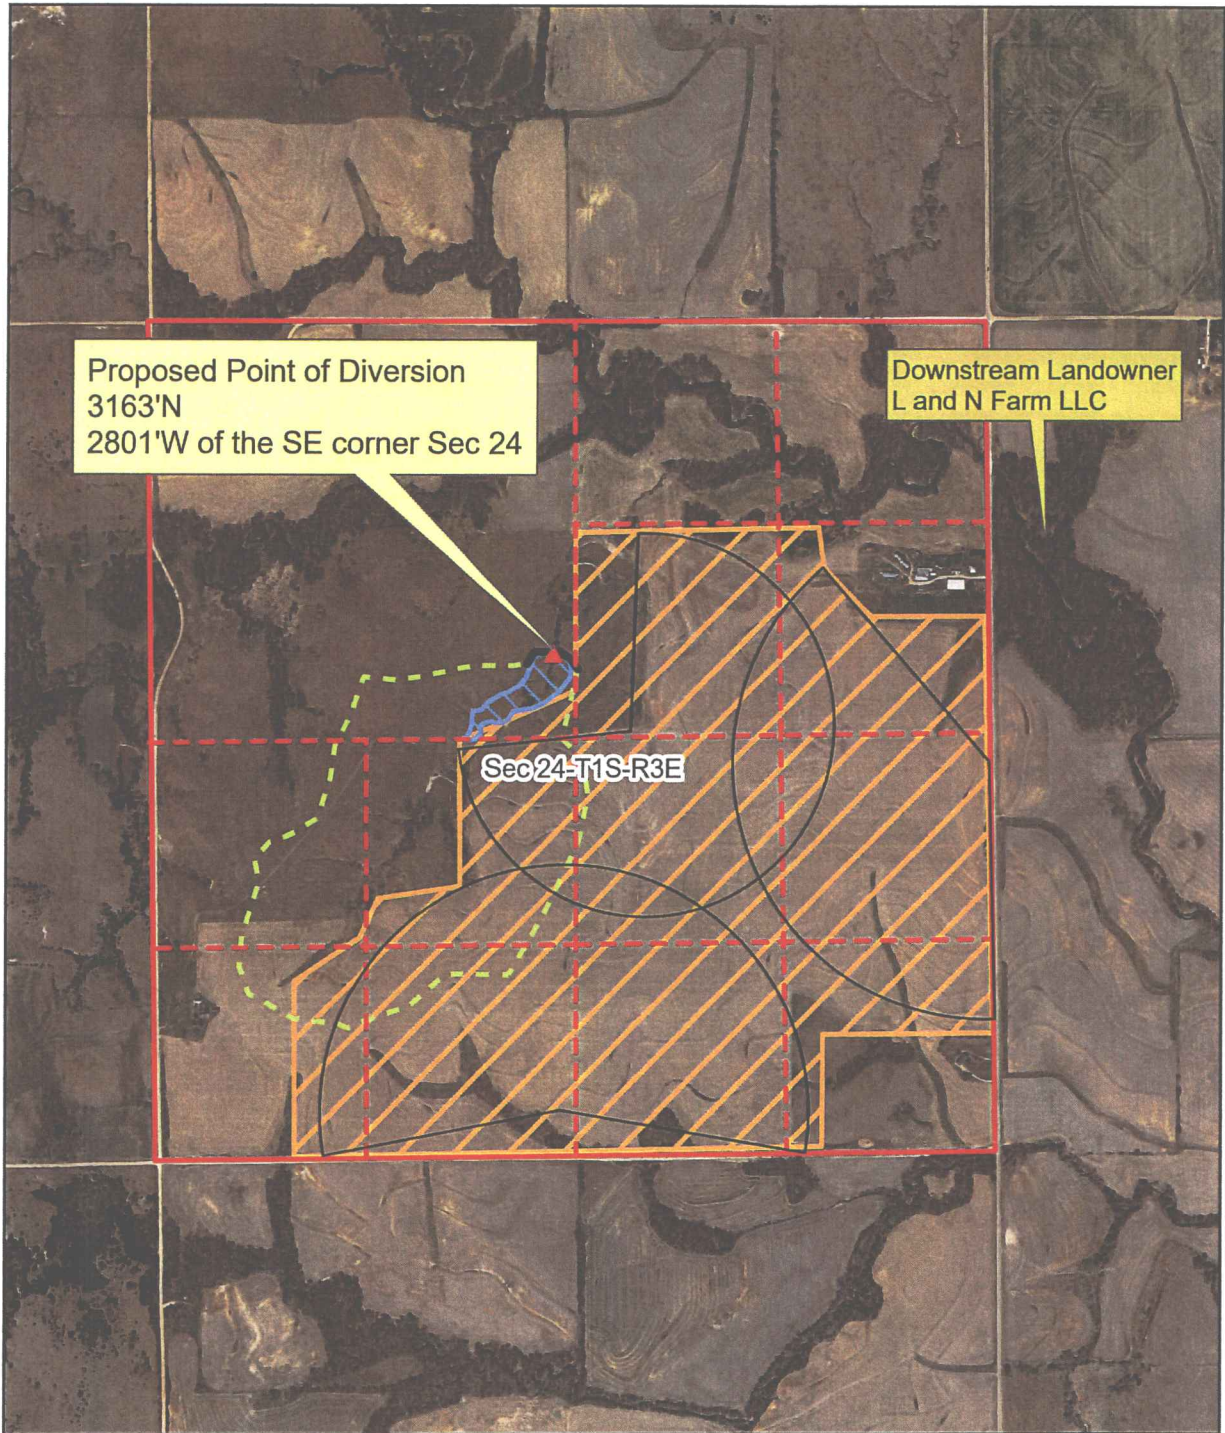 Proposed Point of Diversion
3163'N
2801'W of the SE corner Sec 24
Downstream Landowner
L and N Farm LLC
Sec 24-T1S-R3E